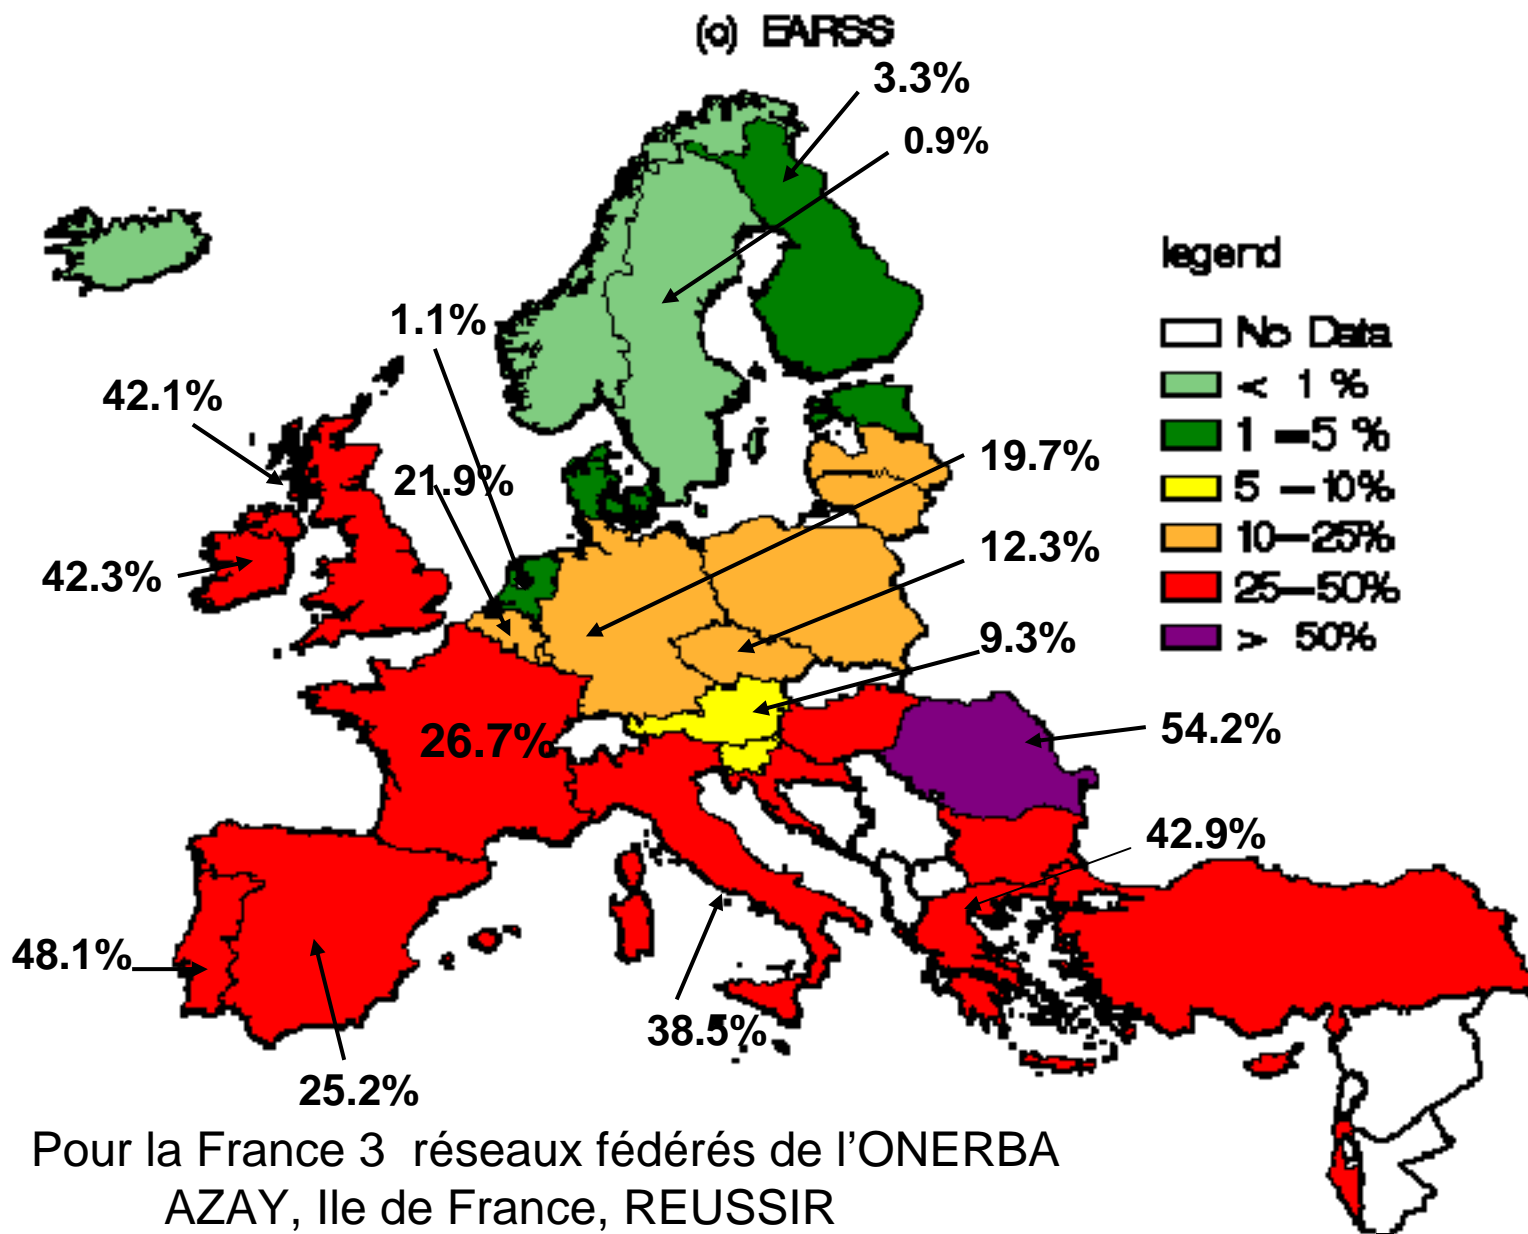 (c) EARSS
3.3%
0.9%
legend
No Data
< 1 %
1 –5 %
5 –10%
10–25%
25–50%
> 50%
1.1%
42.1%
21.9%
19.7%
42.3%
12.3%
9.3%
26.7%
54.2%
42.9%
48.1%
38.5%
25.2%
Pour la France 3 réseaux fédérés de l’ONERBA
AZAY, Ile de France, REUSSIR